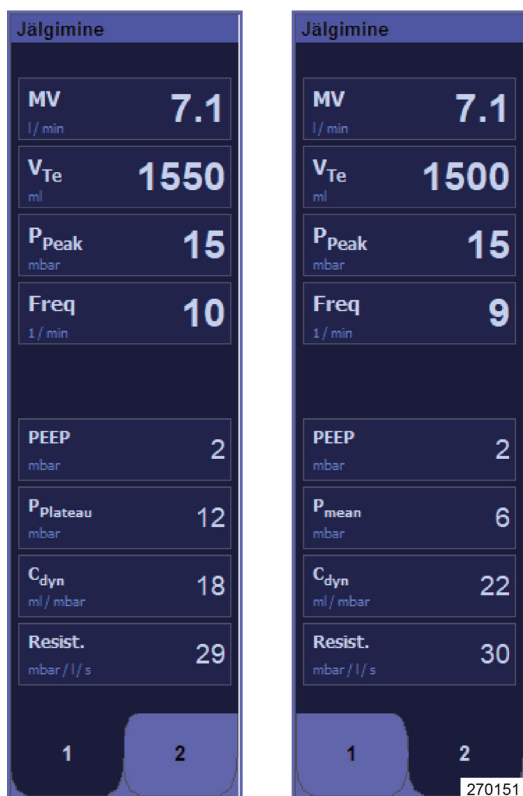 Jälgimine
MV 7.1
l/ min
VTe 1550
ml
PPeak 15
mbar
Freq 10
1/ min
PEEP 2
mbar
PPlateau 12
mbar
Cdyn 18
ml/ mbar
Resist. 29
mbar/ l/ s
1 2
Jälgimine
MV 7.1
l/ min
VTe 1500
ml
PPeak 15
mbar
Freq 9
1/ min
PEEP 2
mbar
Pmean 6
mbar
Cdyn 22
ml/ mbar
Resist. 30
mbar/ l/ s
1 2
270151